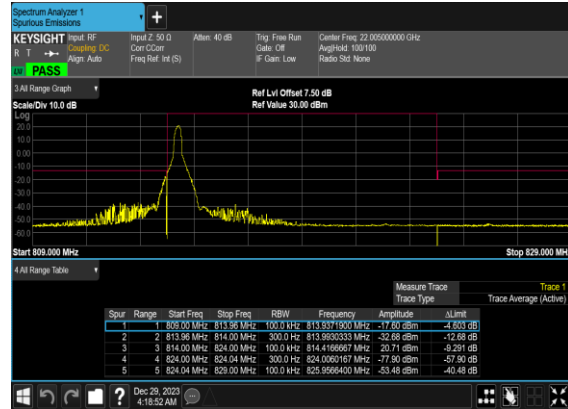 Spectrum Analyzer 1
Spurious Emissions
KEYSIGHT Input: RF Input Z: 50 Ω Atten: 40 dB Trig: Free Run Center Freq: 22.005000000 GHz
R T Coupling: DC Corr CCorr Gate: Off Avg|Hold: 100/100
Align: Auto Freq Ref: Int (S) IF Gain: Low Radio Std: None
PASS
3 All Range Graph Ref Lvl Offset 7.50 dB
Scale/Div 10.0 dB Ref Value 30.00 dBm
Log
20.0
10.0
0.00
-10.0
-20.0
-30.0
-40.0
-50.0
-60.0
Start 809.000 MHz Stop 829.000 MH
4 All Range Table
Measure Trace Trace 1
Trace Type Trace Average (Active)
Spur Range Start Freq Stop Freq RBW Frequency Amplitude ΔLimit
1 1 809.00 MHz 813.96 MHz 100.0 kHz 813.9371900 MHz -17.60 dBm -4.603 dB
2 2 813.96 MHz 814.00 MHz 300.0 Hz 813.9930333 MHz -32.68 dBm -12.68 dB
3 3 814.00 MHz 824.00 MHz 100.0 kHz 814.4166667 MHz 20.71 dBm -9.291 dB
4 4 824.00 MHz 824.04 MHz 300.0 Hz 824.0060167 MHz -77.90 dBm -57.90 dB
5 5 824.04 MHz 829.00 MHz 100.0 kHz 825.9566400 MHz -53.48 dBm -40.48 dB
? Dec 29, 2023
4:18:52 AM